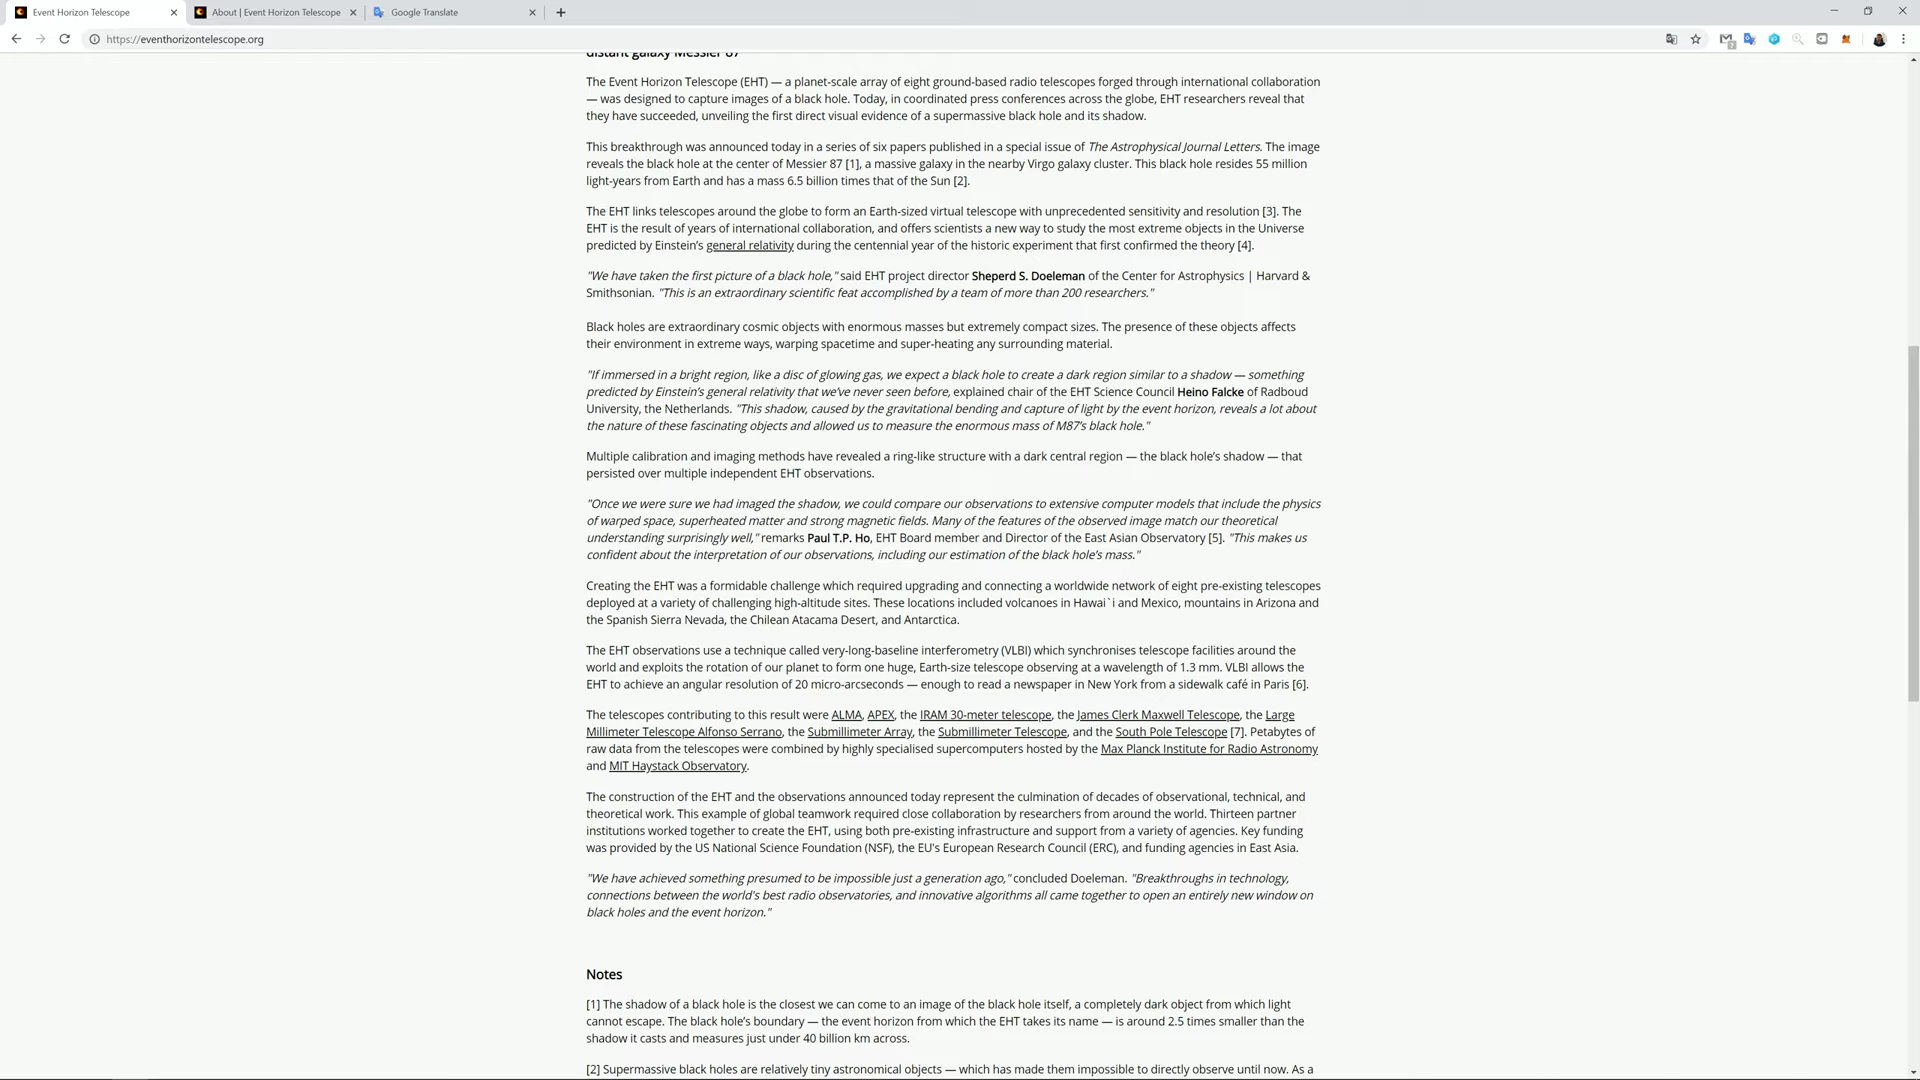 Event Horizon Telescope
About | Event Horizon Telescope
Google Translate
https://eventhorizontelescope.org
distant galaxy Messier 87
The Event Horizon Telescope (EHT) — a planet-scale array of eight ground-based radio telescopes forged through international collaboration
— was designed to capture images of a black hole. Today, in coordinated press conferences across the globe, EHT researchers reveal that
they have succeeded, unveiling the first direct visual evidence of a supermassive black hole and its shadow.
This breakthrough was announced today in a series of six papers published in a special issue of The Astrophysical Journal Letters. The image
reveals the black hole at the center of Messier 87 [1], a massive galaxy in the nearby Virgo galaxy cluster. This black hole resides 55 million
light-years from Earth and has a mass 6.5 billion times that of the Sun [2].
The EHT links telescopes around the globe to form an Earth-sized virtual telescope with unprecedented sensitivity and resolution [3]. The
EHT is the result of years of international collaboration, and offers scientists a new way to study the most extreme objects in the Universe
predicted by Einstein’s general relativity during the centennial year of the historic experiment that first confirmed the theory [4].
"We have taken the first picture of a black hole," said EHT project director Sheperd S. Doeleman of the Center for Astrophysics | Harvard &
Smithsonian. "This is an extraordinary scientific feat accomplished by a team of more than 200 researchers."
Black holes are extraordinary cosmic objects with enormous masses but extremely compact sizes. The presence of these objects affects
their environment in extreme ways, warping spacetime and super-heating any surrounding material.
"If immersed in a bright region, like a disc of glowing gas, we expect a black hole to create a dark region similar to a shadow — something
predicted by Einstein’s general relativity that we’ve never seen before, explained chair of the EHT Science Council Heino Falcke of Radboud
University, the Netherlands. "This shadow, caused by the gravitational bending and capture of light by the event horizon, reveals a lot about
the nature of these fascinating objects and allowed us to measure the enormous mass of M87’s black hole."
Multiple calibration and imaging methods have revealed a ring-like structure with a dark central region — the black hole’s shadow — that
persisted over multiple independent EHT observations.
"Once we were sure we had imaged the shadow, we could compare our observations to extensive computer models that include the physics
of warped space, superheated matter and strong magnetic fields. Many of the features of the observed image match our theoretical
understanding surprisingly well," remarks Paul T.P. Ho, EHT Board member and Director of the East Asian Observatory [5]. "This makes us
confident about the interpretation of our observations, including our estimation of the black hole’s mass."
Creating the EHT was a formidable challenge which required upgrading and connecting a worldwide network of eight pre-existing telescopes
deployed at a variety of challenging high-altitude sites. These locations included volcanoes in Hawai`i and Mexico, mountains in Arizona and
the Spanish Sierra Nevada, the Chilean Atacama Desert, and Antarctica.
The EHT observations use a technique called very-long-baseline interferometry (VLBI) which synchronises telescope facilities around the
world and exploits the rotation of our planet to form one huge, Earth-size telescope observing at a wavelength of 1.3 mm. VLBI allows the
EHT to achieve an angular resolution of 20 micro-arcseconds — enough to read a newspaper in New York from a sidewalk café in Paris [6].
The telescopes contributing to this result were ALMA, APEX, the IRAM 30-meter telescope, the James Clerk Maxwell Telescope, the Large
Millimeter Telescope Alfonso Serrano, the Submillimeter Array, the Submillimeter Telescope, and the South Pole Telescope [7]. Petabytes of
raw data from the telescopes were combined by highly specialised supercomputers hosted by the Max Planck Institute for Radio Astronomy
and MIT Haystack Observatory.
The construction of the EHT and the observations announced today represent the culmination of decades of observational, technical, and
theoretical work. This example of global teamwork required close collaboration by researchers from around the world. Thirteen partner
institutions worked together to create the EHT, using both pre-existing infrastructure and support from a variety of agencies. Key funding
was provided by the US National Science Foundation (NSF), the EU's European Research Council (ERC), and funding agencies in East Asia.
"We have achieved something presumed to be impossible just a generation ago," concluded Doeleman. "Breakthroughs in technology,
connections between the world's best radio observatories, and innovative algorithms all came together to open an entirely new window on
black holes and the event horizon."
Notes
[1] The shadow of a black hole is the closest we can come to an image of the black hole itself, a completely dark object from which light
cannot escape. The black hole’s boundary — the event horizon from which the EHT takes its name — is around 2.5 times smaller than the
shadow it casts and measures just under 40 billion km across.
[2] Supermassive black holes are relatively tiny astronomical objects — which has made them impossible to directly observe until now. As a